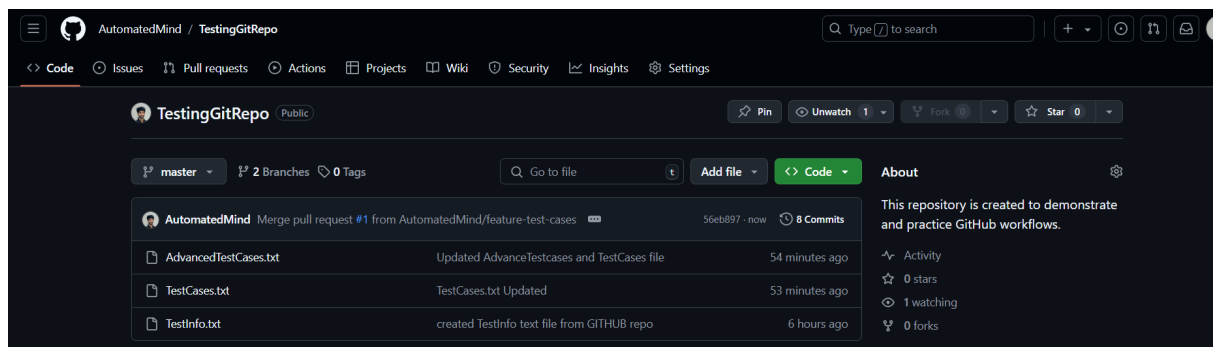 AutomatedMind / TestingGitRepo
Type / to search
Code
Issues
Pull requests
Actions
Projects
Wiki
Security
Insights
Settings
TestingGitRepo Public
Pin
Unwatch 1
Fork 0
Star 0
master
2 Branches
0 Tags
Go to file t
Add file
Code
AutomatedMind Merge pull request #1 from AutomatedMind/feature-test-cases
56eb897 · now
8 Commits
AdvancedTestCases.txt Updated AdvanceTestcases and TestCases file 54 minutes ago
TestCases.txt TestCases.txt Updated 53 minutes ago
TestInfo.txt created TestInfo text file from GITHUB repo 6 hours ago
About
This repository is created to demonstrate
and practice GitHub workflows.
Activity
0 stars
1 watching
0 forks